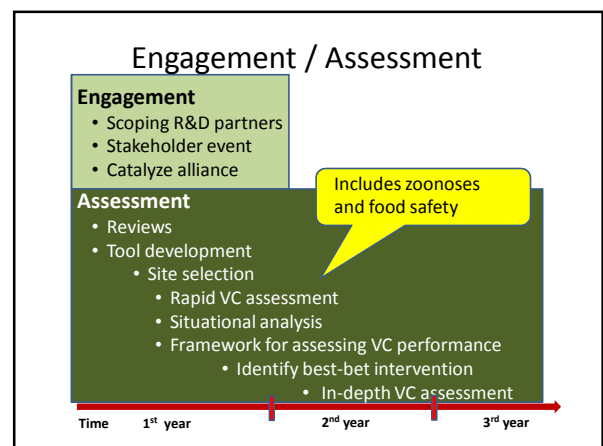 Engagement / Assessment
Engagement
• Scoping R&D partners
• Stakeholder event
• Catalyze alliance
Includes zoonoses
and food safety
Assessment
• Reviews
• Tool development
• Site selection
• Rapid VC assessment
• Situational analysis
• Framework for assessing VC performance
• Identify best-bet intervention
• In-depth VC assessment
Time 1st year 2nd year 3rd year